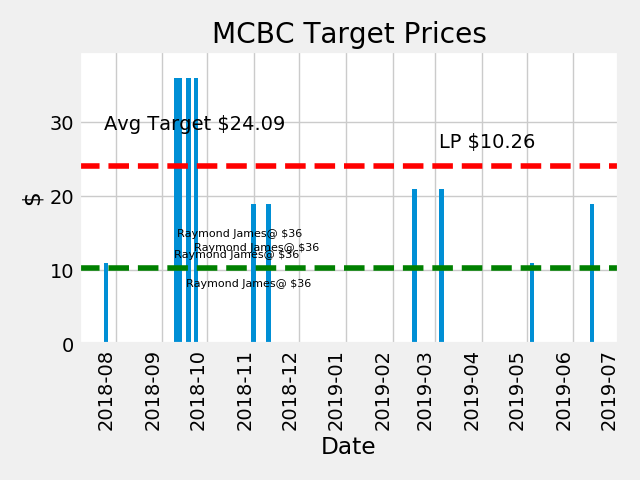 MCBC Target Prices
Avg Target $24.09
LP $10.26
Raymond James@ $36
Raymond James@ $36
Raymond James@ $36
Raymond James@ $36
$
30
20
10
0
2018-08
2018-09
2018-10
2018-11
2018-12
2019-01
2019-02
2019-03
2019-04
2019-05
2019-06
2019-07
Date